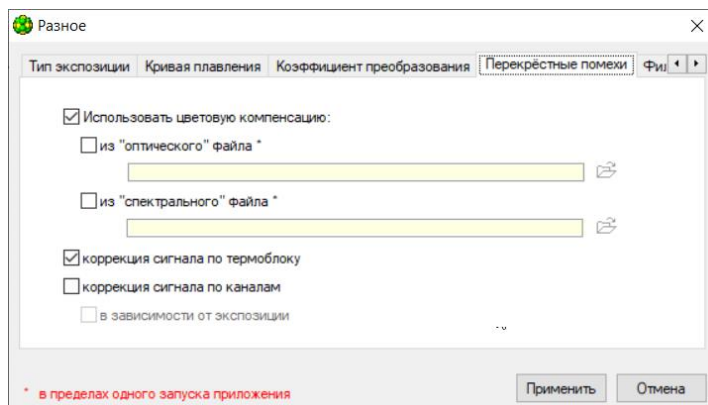 Разное
Тип экспозиции Кривая плавления Коэффициент преобразования Перекрёстные помехи
Использовать цветовую компенсацию:
из "оптического" файла *
из "спектрального" файла *
коррекция сигнала по термоблоку
коррекция сигнала по каналам
в зависимости от экспозиции
* в пределах одного запуска приложения
Применить Отмена